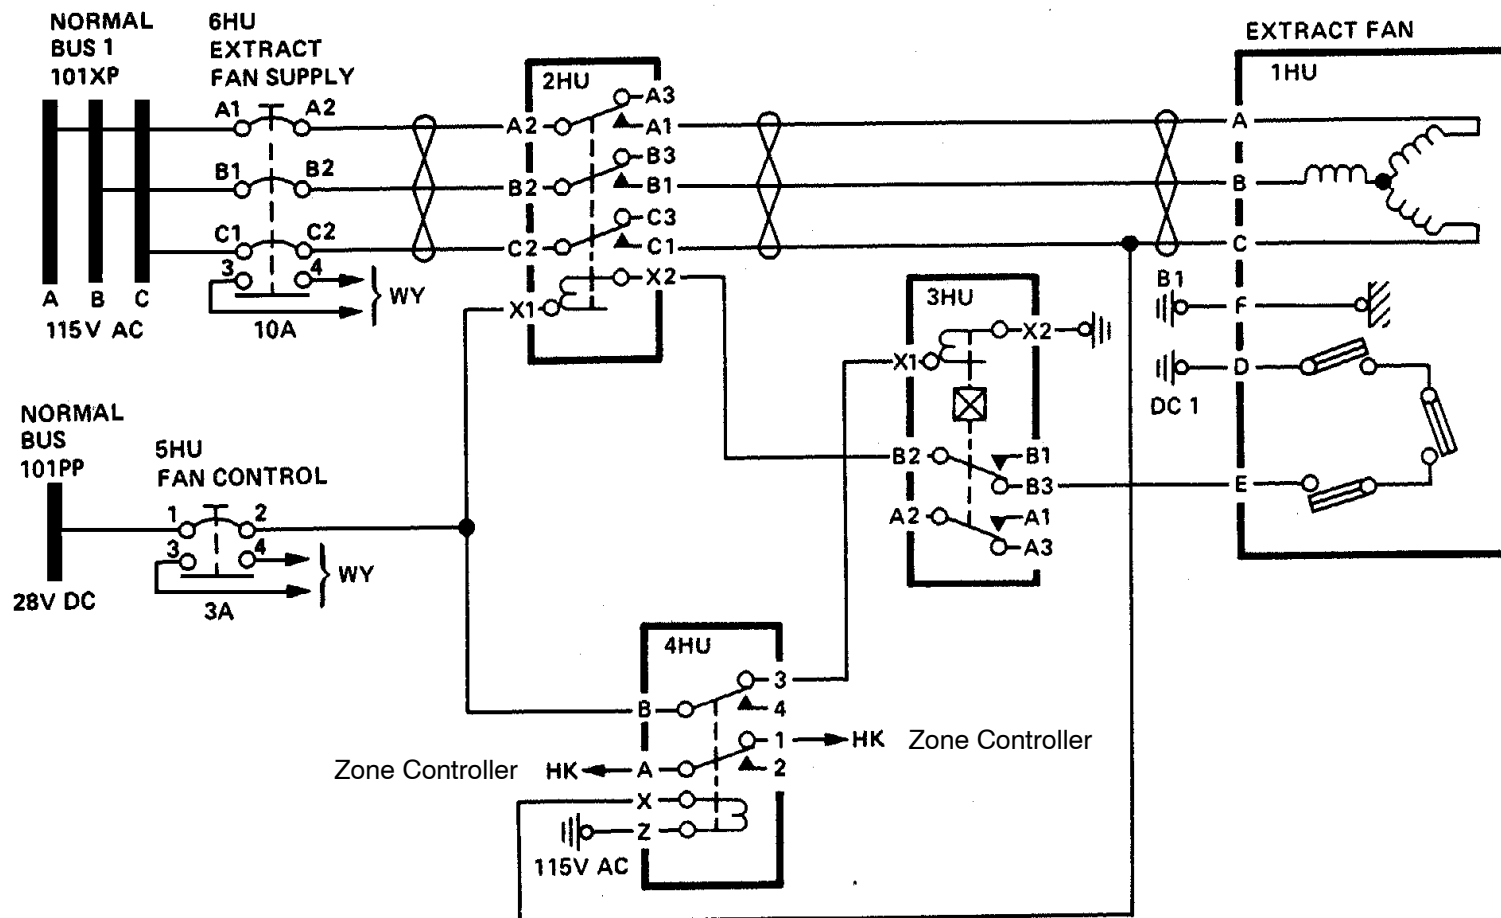 NORMAL
BUS 1
101XP
6HU
EXTRACT
FAN SUPPLY
A1 A2
B1 B2
C1 C2
3 4
WY
10A
A B C
115V AC
2HU
A2 A3
A1
B2 B3
B1
C2 C3
C1
X1 X2
EXTRACT FAN
1HU
A
B
C
B1
F
D
DC 1
E
3HU
X1 X2
B2 B1
B3
A2 A1
A3
NORMAL
BUS
101PP
5HU
FAN CONTROL
1 2
3 4
WY
3A
28V DC
4HU
B 3
4
1 HK Zone Controller
Zone Controller HK A 2
X
Z
115V AC